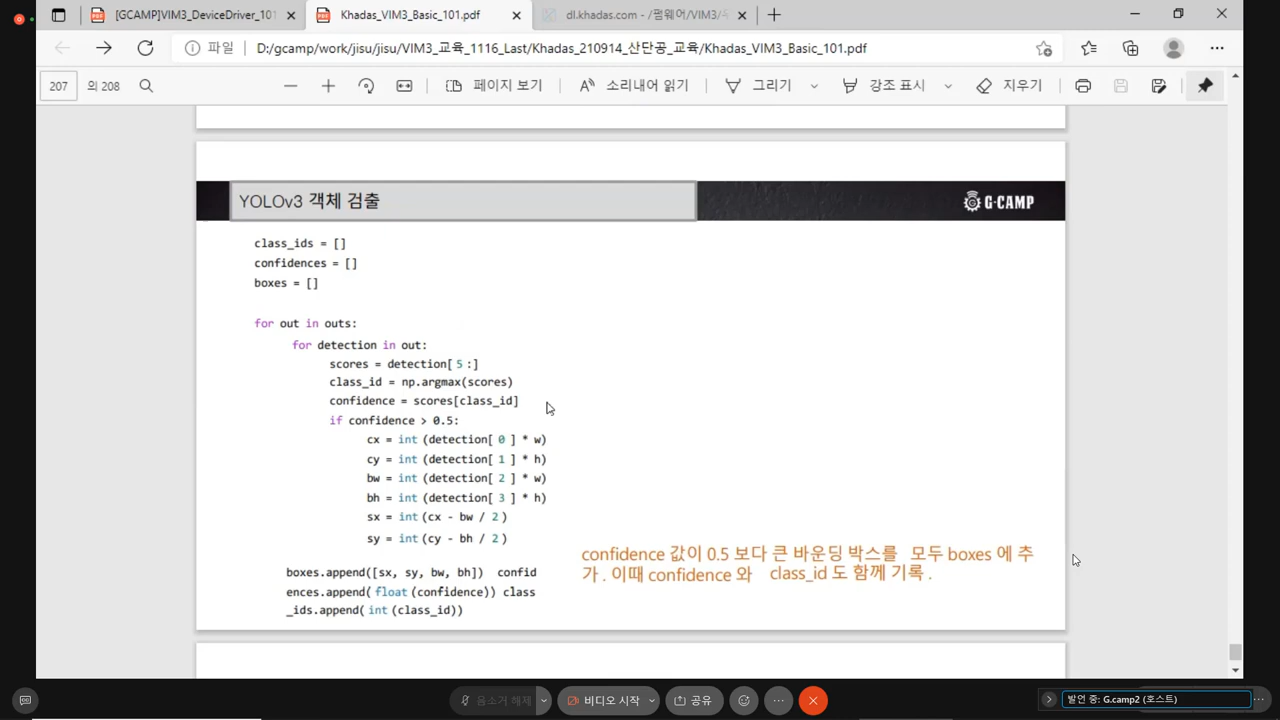 [GCAMP]VIM3_DeviceDriver_101
Khadas_VIM3_Basic_101.pdf
파일
D:/gcamp/work/jisu/jisu/VIM3_교육_1116_Last/Khadas_210914_산단공_교육/Khadas_VIM3_Basic_101.pdf
207 의 208
페이지 보기
소리내어 읽기
그리기
강조 표시
지우기
YOLOv3 객체 검출
G·CAMP
class_ids = []
confidences = []
boxes = []
for out in outs:
for detection in out:
scores = detection[ 5 :]
class_id = np.argmax(scores)
confidence = scores[class_id]
if confidence > 0.5:
cx = int (detection[ 0 ] * w)
cy = int (detection[ 1 ] * h)
bw = int (detection[ 2 ] * w)
bh = int (detection[ 3 ] * h)
sx = int (cx - bw / 2 )
sy = int (cy - bh / 2 )
boxes.append([sx, sy, bw, bh]) confid
ences.append( float (confidence)) class
_ids.append( int (class_id))
confidence 값이 0.5 보다 큰 바운딩 박스를 모두 boxes 에 추
가 . 이때 confidence 와 class_id 도 함께 기록 .
음소거 해제
비디오 시작
공유
발언 중: G.camp2 (호스트)